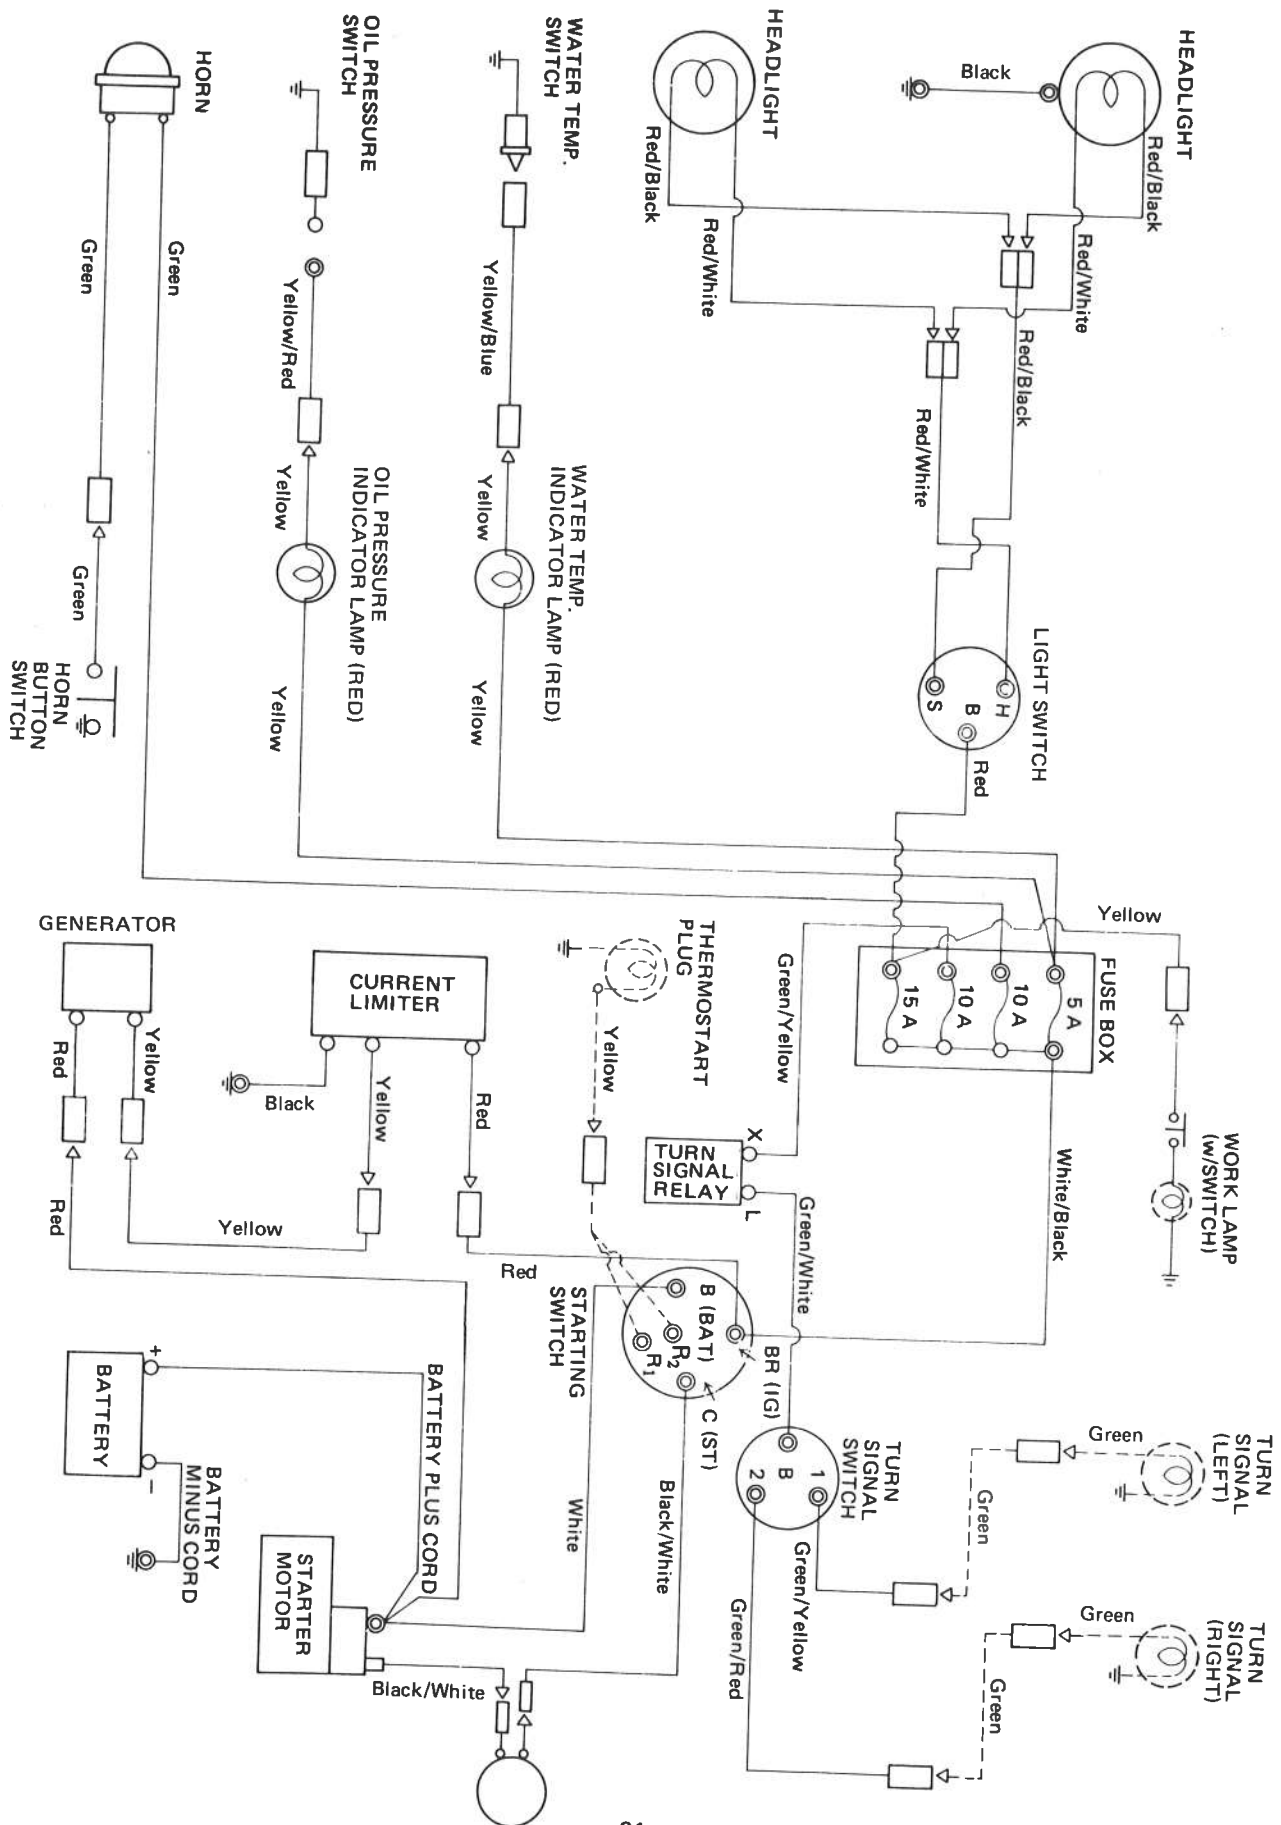 HEADLIGHT
Black
Red/Black
Red/White
HEADLIGHT
Red/Black
Red/White
Red/Black
Red/White
WATER TEMP.
SWITCH
Yellow/Blue
Yellow
WATER TEMP.
INDICATOR LAMP (RED)
Yellow
OIL PRESSURE
SWITCH
Yellow/Red
Yellow
OIL PRESSURE
INDICATOR LAMP (RED)
Yellow
HORN
Green
Green
Green
HORN
BUTTON
SWITCH
LIGHT SWITCH
H
B
S
Red
FUSE BOX
5 A
10 A
10 A
15 A
Yellow
WORK LAMP
(w/SWITCH)
White/Black
Green/Yellow
TURN
SIGNAL
RELAY
X
L
Green/White
THERMOSTART
PLUG
Yellow
CURRENT
LIMITER
Black
Yellow
Red
Red
GENERATOR
Red
Yellow
Red
Yellow
STARTING
SWITCH
B (BAT)
R2
R1
BR (IG)
C (ST)
BATTERY
+
−
BATTERY PLUS CORD
BATTERY
MINUS CORD
White
Black/White
STARTER
MOTOR
Black/White
TURN
SIGNAL
SWITCH
1
B
2
Green/Yellow
Green/Red
TURN
SIGNAL
(LEFT)
Green
Green
TURN
SIGNAL
(RIGHT)
Green
Green